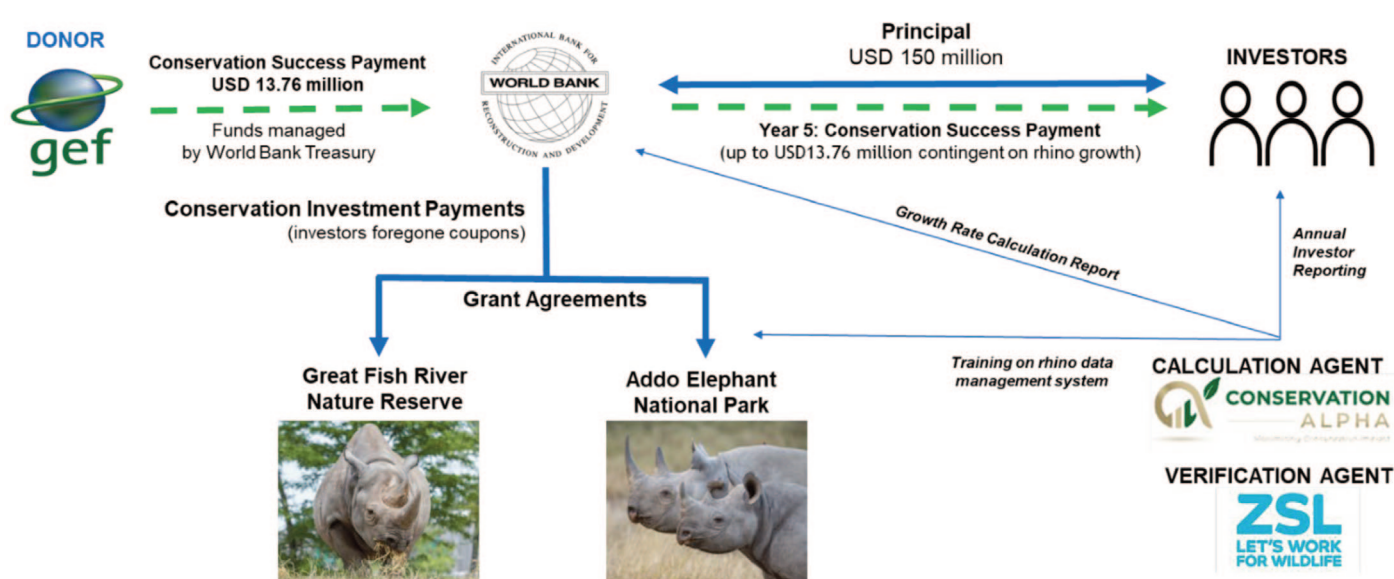 DONOR
gef
Conservation Success Payment
USD 13.76 million
Funds managed
by World Bank Treasury
INTERNATIONAL BANK FOR
WORLD BANK
RECONSTRUCTION AND DEVELOPMENT
Principal
USD 150 million
Year 5: Conservation Success Payment
(up to USD13.76 million contingent on rhino growth)
INVESTORS
Conservation Investment Payments
(investors foregone coupons)
Grant Agreements
Growth Rate Calculation Report
Annual
Investor
Reporting
Training on rhino data
management system
Great Fish River
Nature Reserve
Addo Elephant
National Park
CALCULATION AGENT
CONSERVATION
ALPHA
VERIFICATION AGENT
ZSL
LET'S WORK
FOR WILDLIFE